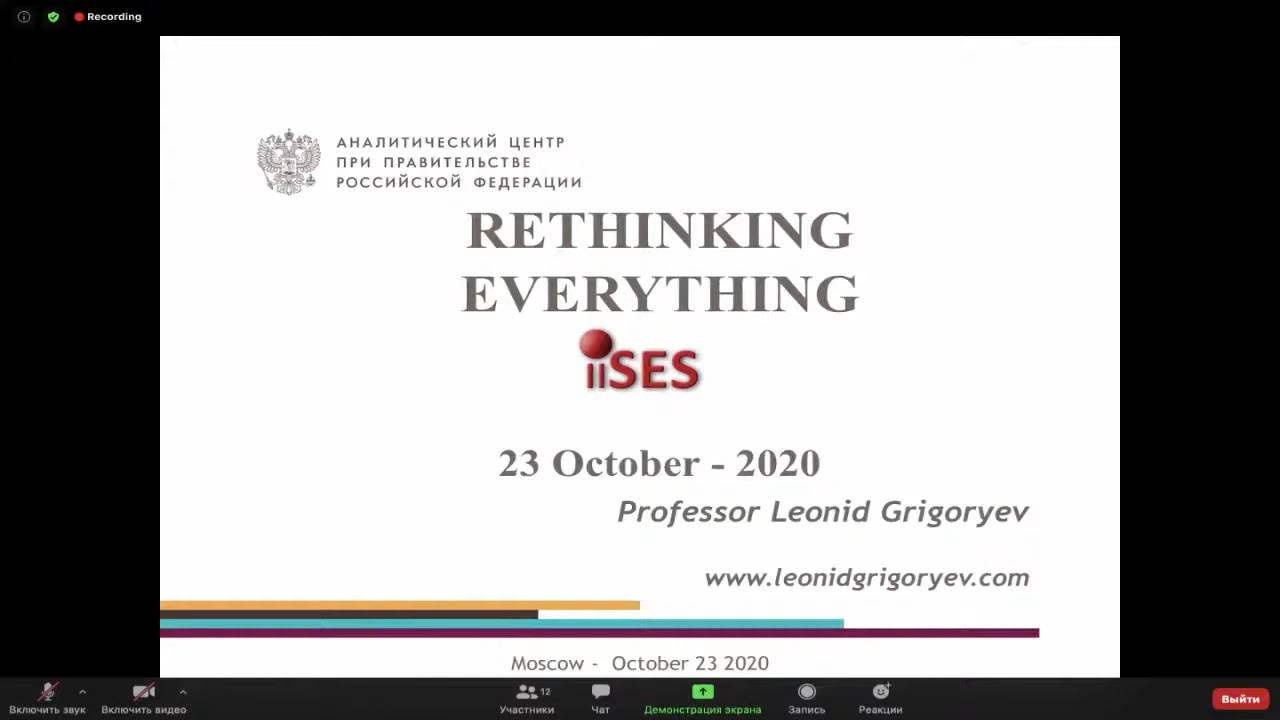 Recording
АНАЛИТИЧЕСКИЙ ЦЕНТР
ПРИ ПРАВИТЕЛЬСТВЕ
РОССИЙСКОЙ ФЕДЕРАЦИИ
RETHINKING
EVERYTHING
iiSES
23 October - 2020
Professor Leonid Grigoryev
www.leonidgrigoryev.com
Moscow - October 23 2020
Включить звук
Включить видео
12
Участники
Чат
Демонстрация экрана
Запись
Реакции
Выйти